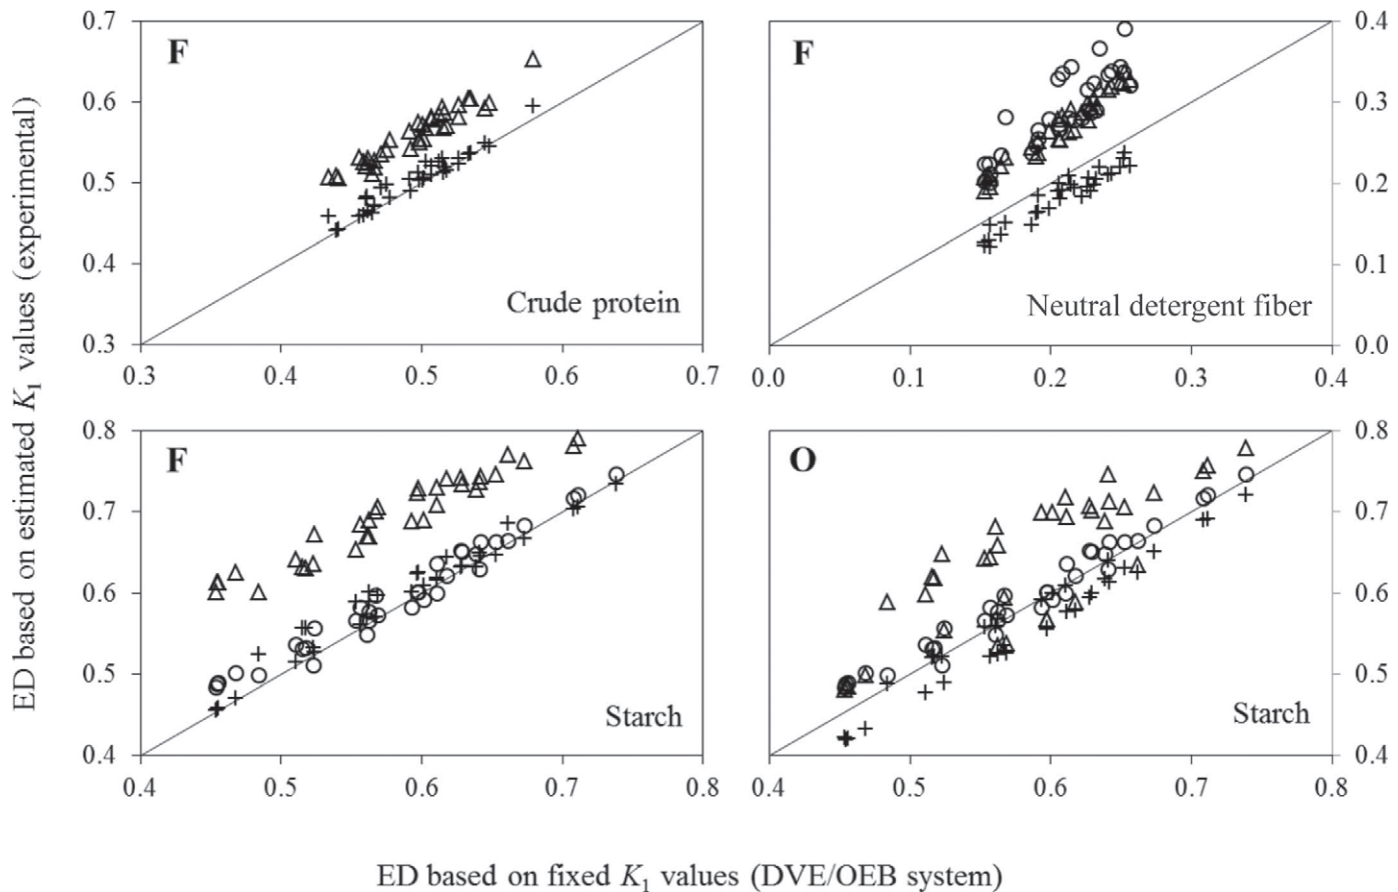 ED based on estimated K1 values (experimental)
0.7
0.6
0.5
0.4
0.3
F
Crude protein
0.3 0.4 0.5 0.6 0.7
F
Neutral detergent fiber
0.4
0.3
0.2
0.1
0.0
0.0 0.1 0.2 0.3 0.4
0.8
0.7
0.6
0.5
0.4
F
Starch
0.4 0.5 0.6 0.7 0.8
O
Starch
0.8
0.7
0.6
0.5
0.4
0.4 0.5 0.6 0.7 0.8
ED based on fixed K1 values (DVE/OEB system)